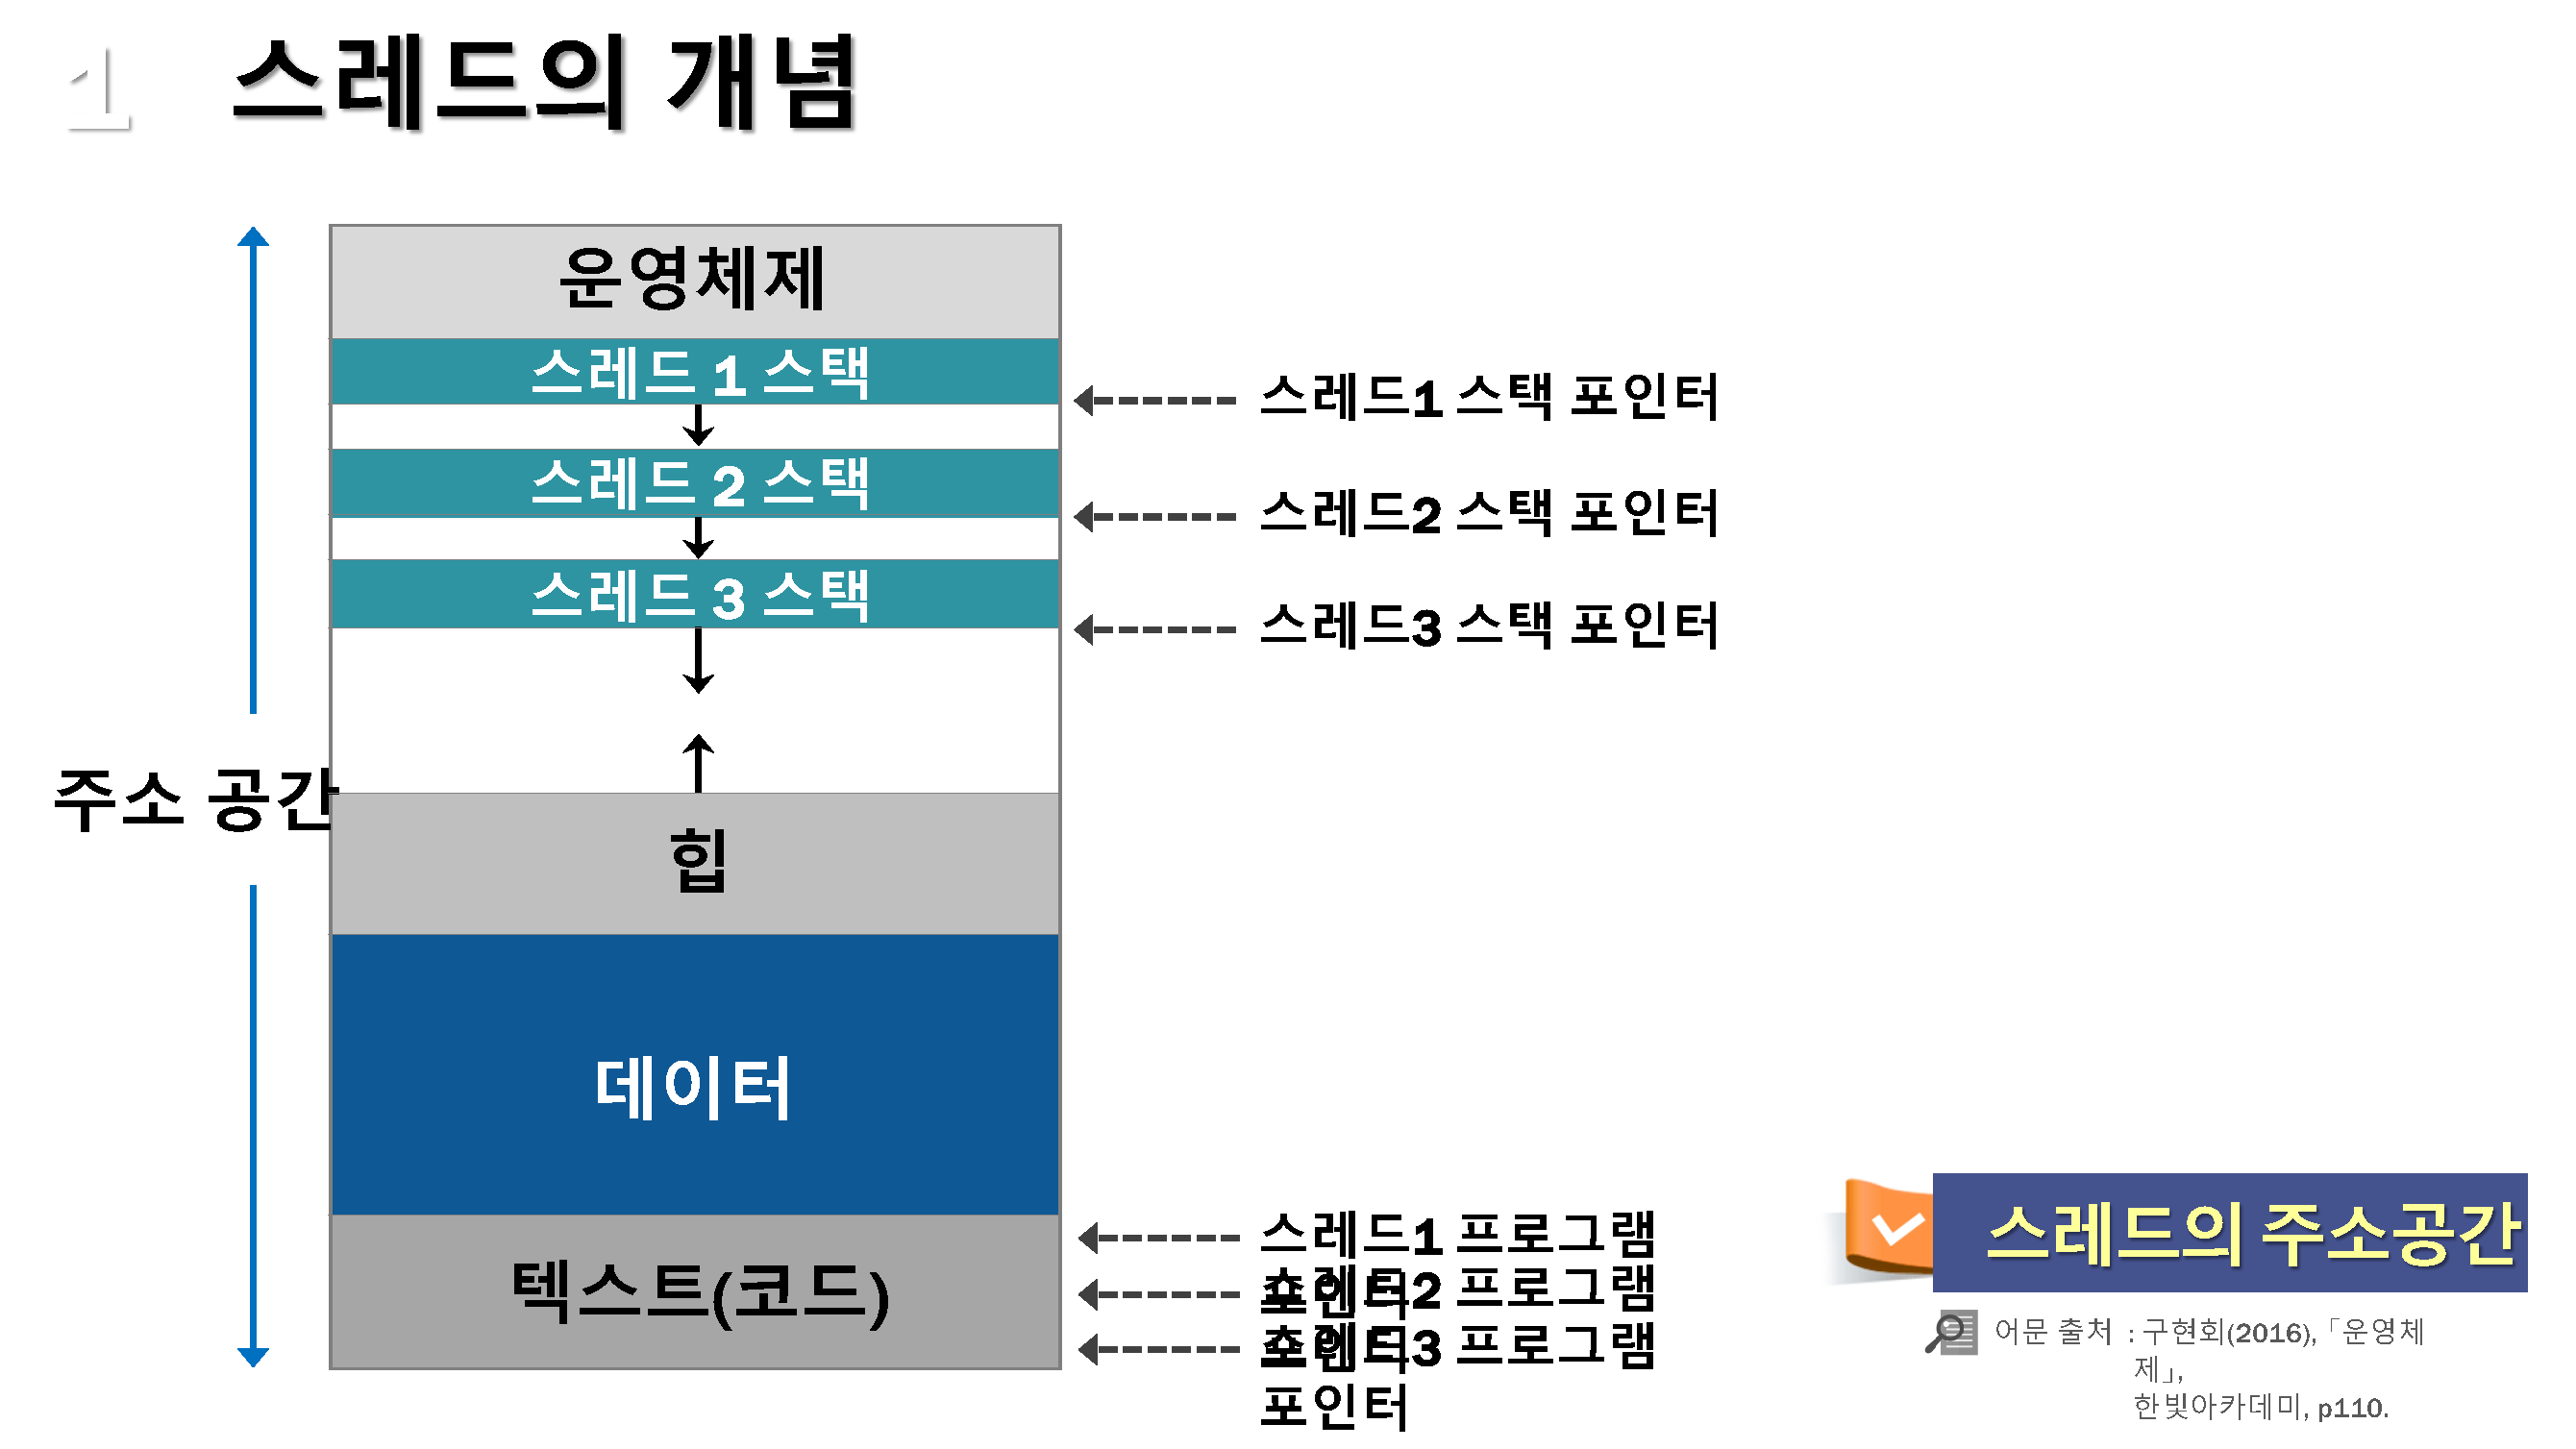 1 스레드의 개념
운영체제
스레드 1 스택
스레드1 스택 포인터
스레드 2 스택
스레드2 스택 포인터
스레드 3 스택
스레드3 스택 포인터
주소 공간
힙
데이터
텍스트(코드)
스레드1 프로그램
포인터
스레드2 프로그램
포인터
스레드3 프로그램
포인터
스레드의 주소공간
어문 출처 : 구현회(2016), 「운영체
제」,
한빛아카데미, p110.